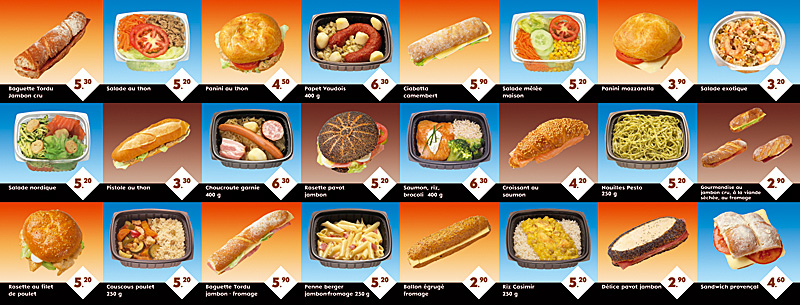 Baguette Tordu
Jambon cru
5.30
Salade au thon
5.20
Panini au thon
4.50
Papet Vaudois
400 g
6.30
Ciabatta
camembert
5.90
Salade mêlée
maison
5.20
Panini mozzarella
3.90
Salade exotique
3.20
Salade nordique
5.20
Pistole au thon
3.30
Choucroute garnie
400 g
6.30
Rosette pavot
jambon
5.20
Saumon, riz,
brocoli 400 g
6.30
Croissant au
saumon
4.20
Nouilles Pesto
250 g
5.20
Gourmandise au
jambon cru, à la viande
séchée, au fromage
2.90
Rosette au filet
de poulet
5.20
Couscous poulet
250 g
5.20
Baguette Tordu
jambon - fromage
5.90
Penne berger
jambon-fromage 250 g
5.20
Ballon égrugé
fromage
2.90
Riz Casimir
250 g
5.20
Délice pavot jambon
2.90
Sandwich provençal
4.60